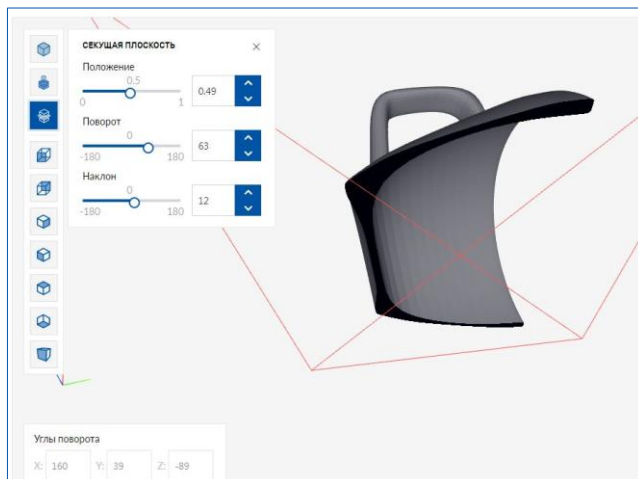 СЕКУЩАЯ ПЛОСКОСТЬ ×
Положение
0.5
0 1
0.49
Поворот
0
-180 180
63
Наклон
0
-180 180
12
Углы поворота
X: 160 Y: 39 Z: -89